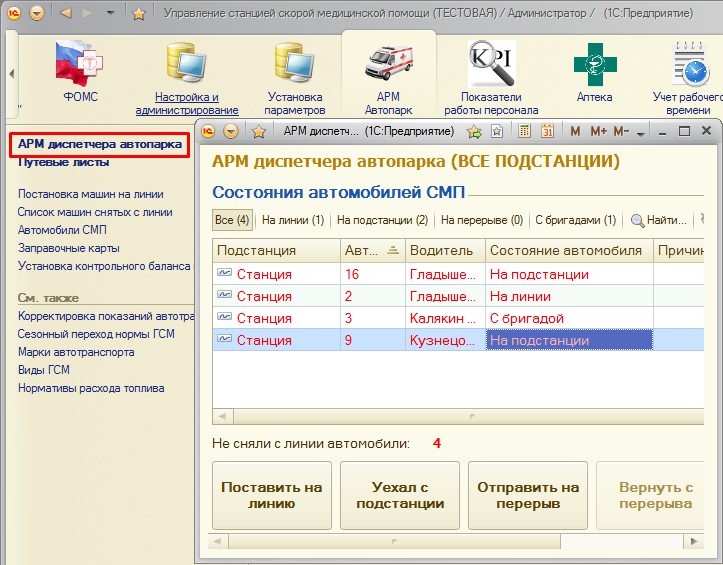 Управление станцией скорой медицинской помощи (ТЕСТОВАЯ) / Администратор / (1С:Предприятие)
ФОМС
Настройка и
администрирование
Установка
параметров
АРМ
Автопарк
KPI
Показатели
работы персонала
Аптека
Учет рабочего
времени
АРМ диспетчера автопарка
Путевые листы
Постановка машин на линии
Список машин снятых с линии
Автомобили СМП
Заправочные карты
Установка контрольного баланса
См. также
Корректировка показаний автотра
Сезонный переход нормы ГСМ
Марки автотранспорта
Виды ГСМ
Нормативы расхода топлива
АРМ диспетч... (1С:Предприятие) M M+ M-
АРМ диспетчера автопарка (ВСЕ ПОДСТАНЦИИ)
Состояния автомобилей СМП
Все (4) На линии (1) На подстанции (2) На перерыве (0) С бригадами (1) Найти...
Подстанция Авт... Водитель Состояние автомобиля Причин
Станция 16 Гладыше... На подстанции
Станция 2 Гладыше... На линии
Станция 3 Калякин ... С бригадой
Станция 9 Кузнецо... На подстанции
Не сняли с линии автомобили: 4
Поставить на
линию
Уехал с
подстанции
Отправить на
перерыв
Вернуть с
перерыва